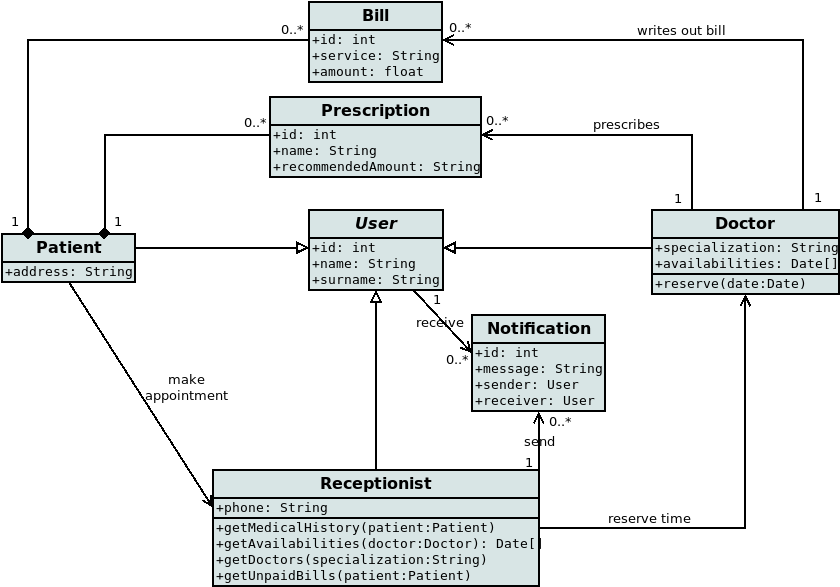 Bill
0..*
0..*
+id: int
writes out bill
+service: String
+amount: float
Prescription
0..*
0..*
+id: int
prescribes
+name: String
+recommendedAmount: String
1
1
1
1
User
Doctor
Patient
+id: int
+specialization: String
+name: String
+availabilities: Date[]
+address: String
+surname: String
+reserve(date:Date)
1
receive
Notification
0..*
+id: int
+message: String
make
appointment
+sender: User
+receiver: User
0..*
send
1
Receptionist
+phone: String
reserve time
+getMedicalHistory(patient:Patient)
+getAvailabilities(doctor:Doctor): Date[]
+getDoctors(specialization:String)
+getUnpaidBills(patient:Patient)